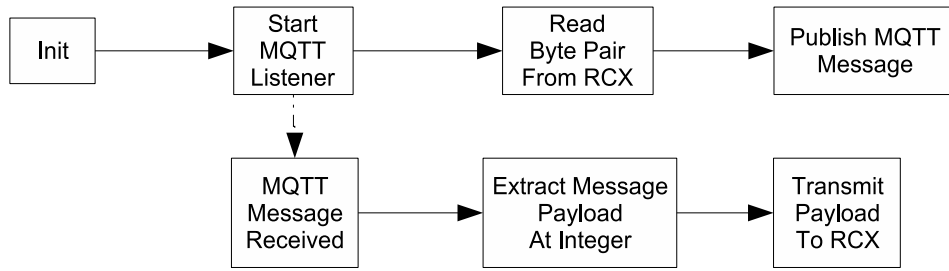 Init
Start
MQTT
Listener
Read
Byte Pair
From RCX
Publish MQTT
Message
MQTT
Message
Received
Extract Message
Payload
At Integer
Transmit
Payload
To RCX